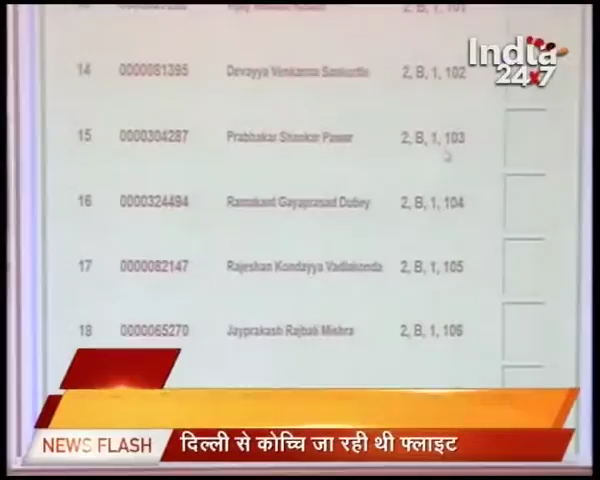 India
24x7
14 0000081395 Devayya Venkanna 2, B, 1, 102
15 0000304287 Prabhakar Shankar Pawar 2, B, 1, 103
16 0000324494 Ramakant Gayaprasad Dubey 2, B, 1, 104
17 0000082147 Rajeshan Kondayya Vadlakonda 2, B, 1, 105
18 0000065270 Jayprakash Rajbali Mishra 2, B, 1, 106
NEWS FLASH दिल्ली से कोच्चि जा रही थी फ्लाइट